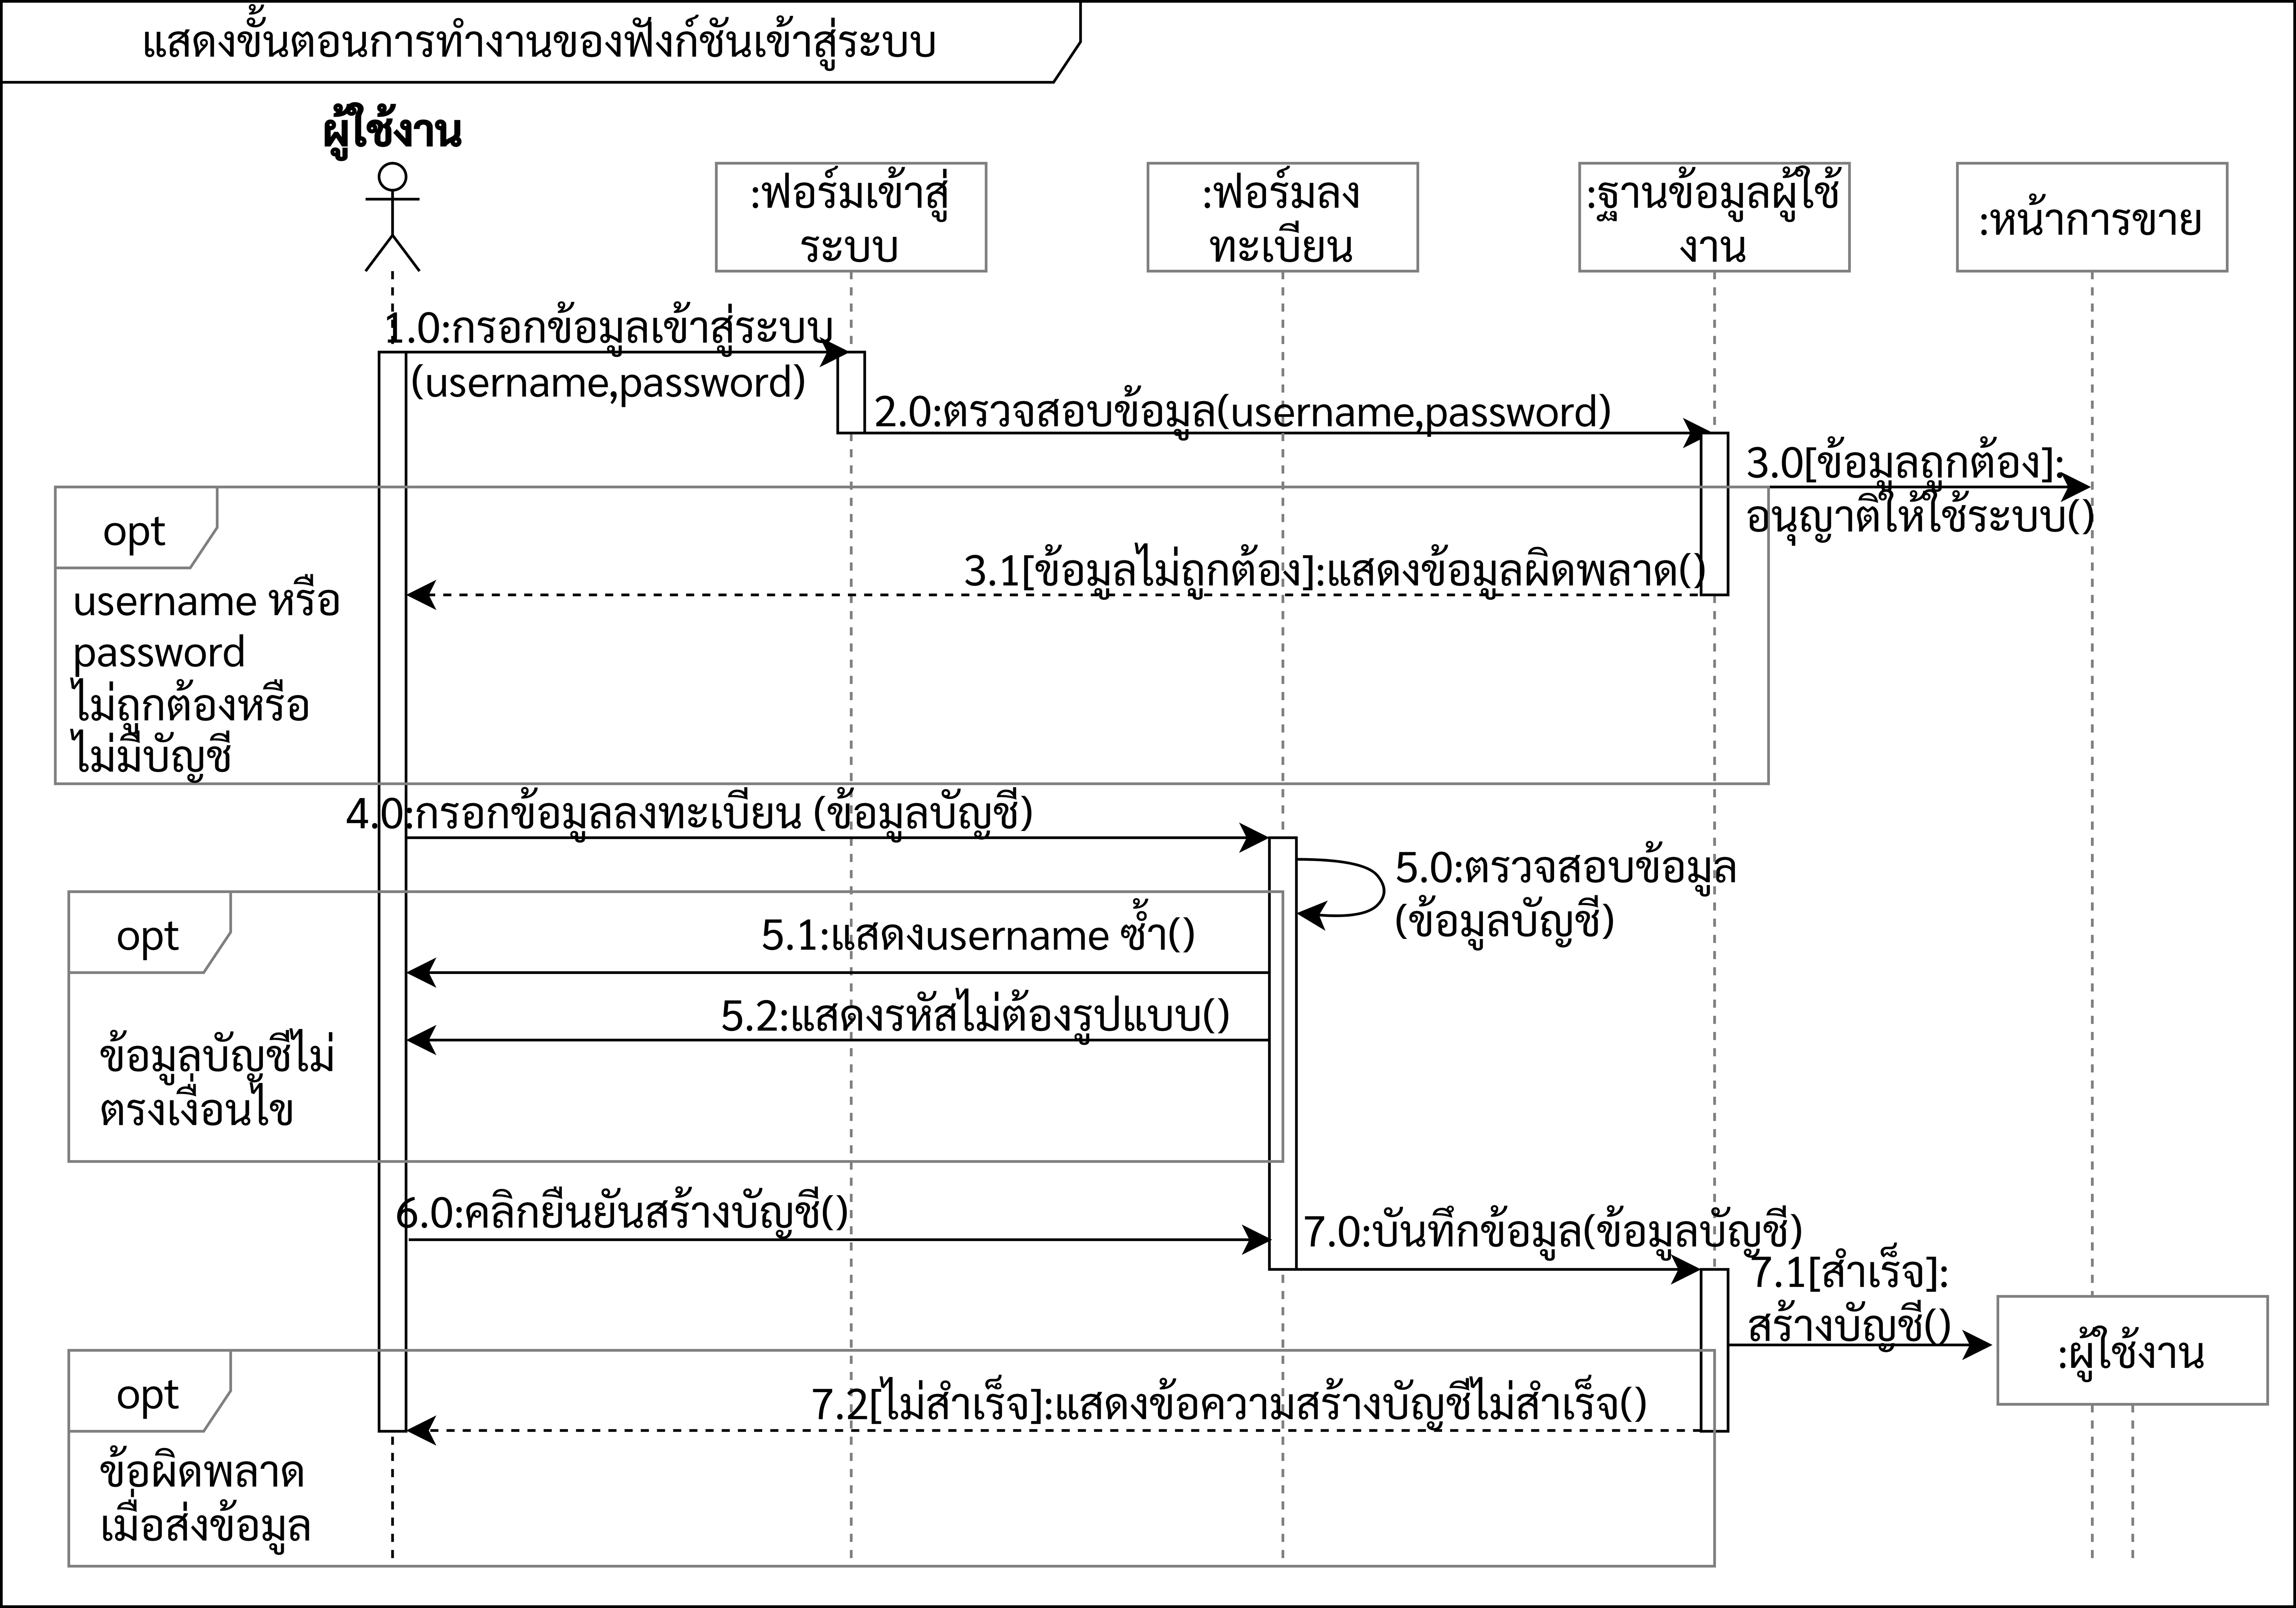 แสดงขั้นตอนการทำงานของฟังก์ชันเข้าสู่ระบบ
ผู้ใช้งาน
:ฟอร์มเข้าสู่
ระบบ
:ฟอร์มลง
ทะเบียน
:ฐานข้อมูลผู้ใช้
งาน
:หน้าการขาย
1.0:กรอกข้อมูลเข้าสู่ระบบ
(username,password)
2.0:ตรวจสอบข้อมูล(username,password)
3.0[ข้อมูลถูกต้อง]:
อนุญาติให้ใช้ระบบ()
opt
3.1[ข้อมูลไม่ถูกต้อง]:แสดงข้อมูลผิดพลาด()
username หรือ
password
ไม่ถูกต้องหรือ
ไม่มีบัญชี
4.0:กรอกข้อมูลลงทะเบียน (ข้อมูลบัญชี)
5.0:ตรวจสอบข้อมูล
(ข้อมูลบัญชี)
opt
5.1:แสดงusername ซ้ำ()
5.2:แสดงรหัสไม่ต้องรูปแบบ()
ข้อมูลบัญชีไม่
ตรงเงื่อนไข
6.0:คลิกยืนยันสร้างบัญชี()
7.0:บันทึกข้อมูล(ข้อมูลบัญชี)
7.1[สำเร็จ]:
สร้างบัญชี()
:ผู้ใช้งาน
opt
7.2[ไม่สำเร็จ]:แสดงข้อความสร้างบัญชีไม่สำเร็จ()
ข้อผิดพลาด
เมื่อส่งข้อมูล